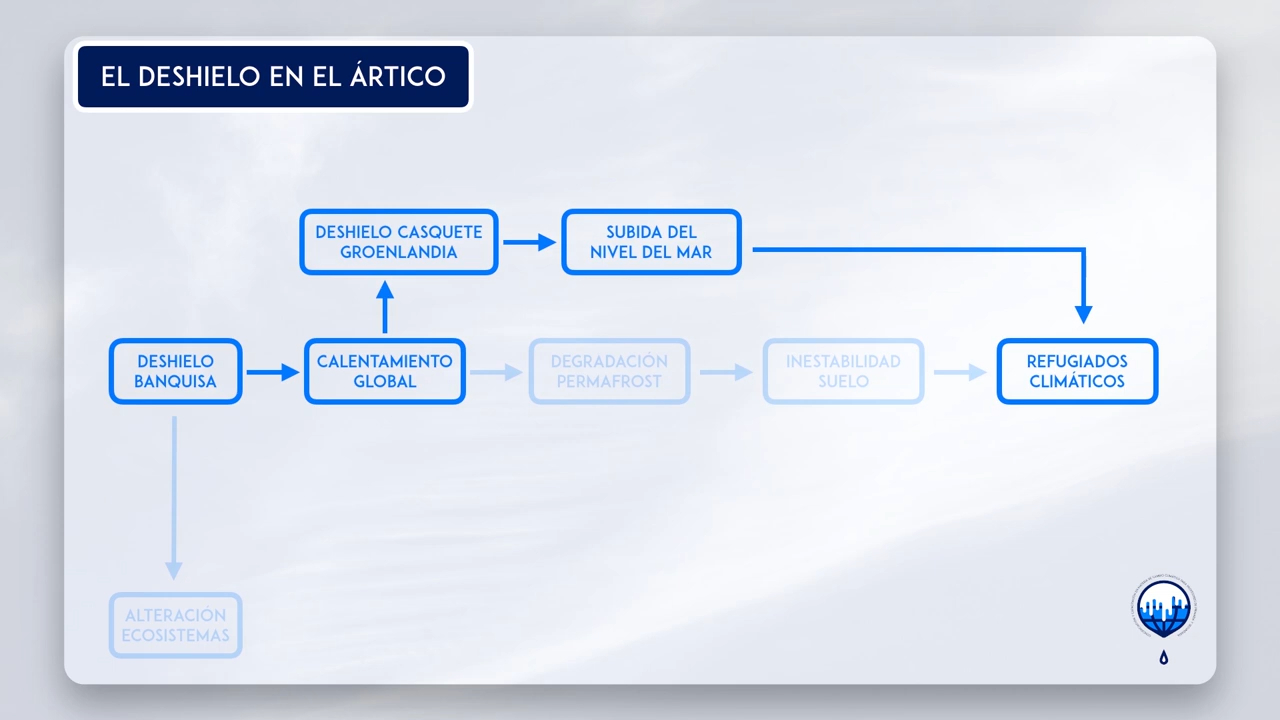 EL DESHIELO EN EL ÁRTICO
DESHIELO CASQUETE
GROENLANDIA
SUBIDA DEL
NIVEL DEL MAR
DESHIELO
BANQUISA
CALENTAMIENTO
GLOBAL
DEGRADACIÓN
PERMAFROST
INESTABILIDAD
SUELO
REFUGIADOS
CLIMÁTICOS
ALTERACIÓN
ECOSISTEMAS